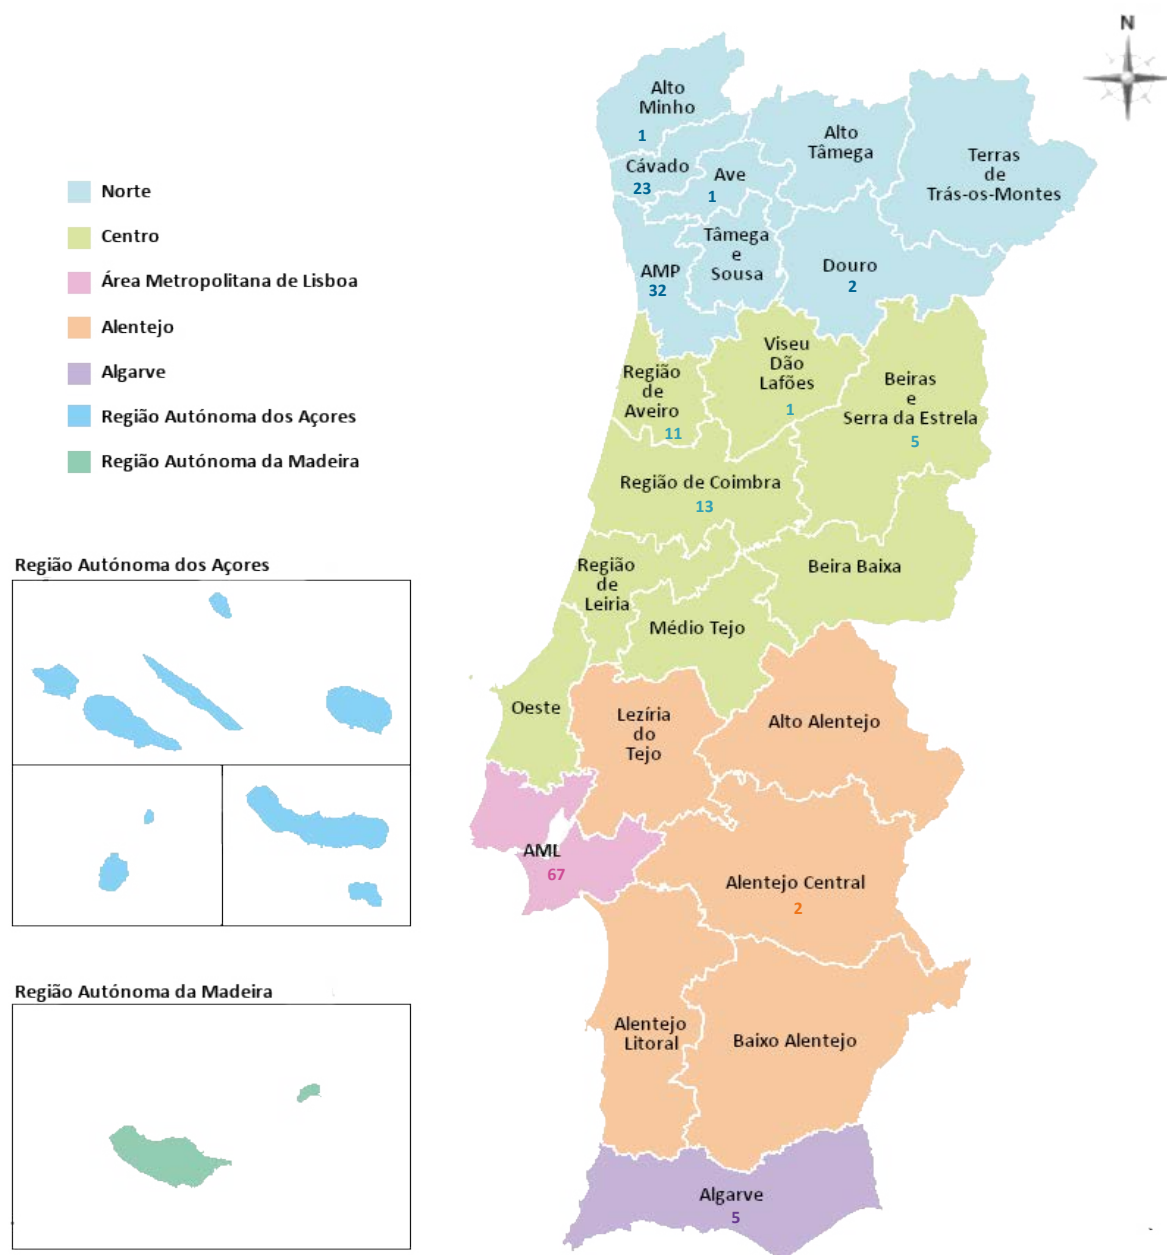 N
Norte
Centro
Área Metropolitana de Lisboa
Alentejo
Algarve
Região Autónoma dos Açores
Região Autónoma da Madeira
Alto
Minho
1
Cávado
23
Ave
1
Alto
Tâmega
Terras
de
Trás-os-Montes
AMP
32
Tâmega
e
Sousa
Douro
2
Região
de
Aveiro
11
Viseu
Dão
Lafões
1
Beiras
e
Serra da Estrela
5
Região de Coimbra
13
Região
de
Leiria
Beira Baixa
Médio Tejo
Oeste
Lezíria
do
Tejo
Alto Alentejo
AML
67
Alentejo Central
2
Alentejo
Litoral
Baixo Alentejo
Algarve
5
Região Autónoma dos Açores
Região Autónoma da Madeira